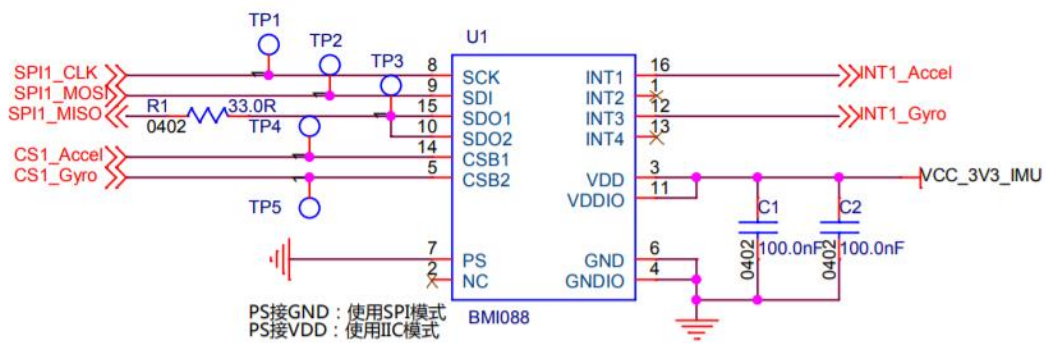 TP1
TP2
TP3
U1
SPI1_CLK
8
SCK
INT1
16
INT1_Accel
SPI1_MOSI
9
SDI
INT2
1
SPI1_MISO
R1
33.0R
0402
15
SDO1
INT3
12
INT1_Gyro
TP4
10
SDO2
INT4
13
CS1_Accel
14
CSB1
CS1_Gyro
5
CSB2
VDD
3
VCC_3V3_IMU
TP5
VDDIO
11
C1
C2
0402
100.0nF
0402
100.0nF
7
PS
GND
6
2
NC
GNDIO
4
PS接GND：使用SPI模式
PS接VDD：使用IIC模式
BMI088